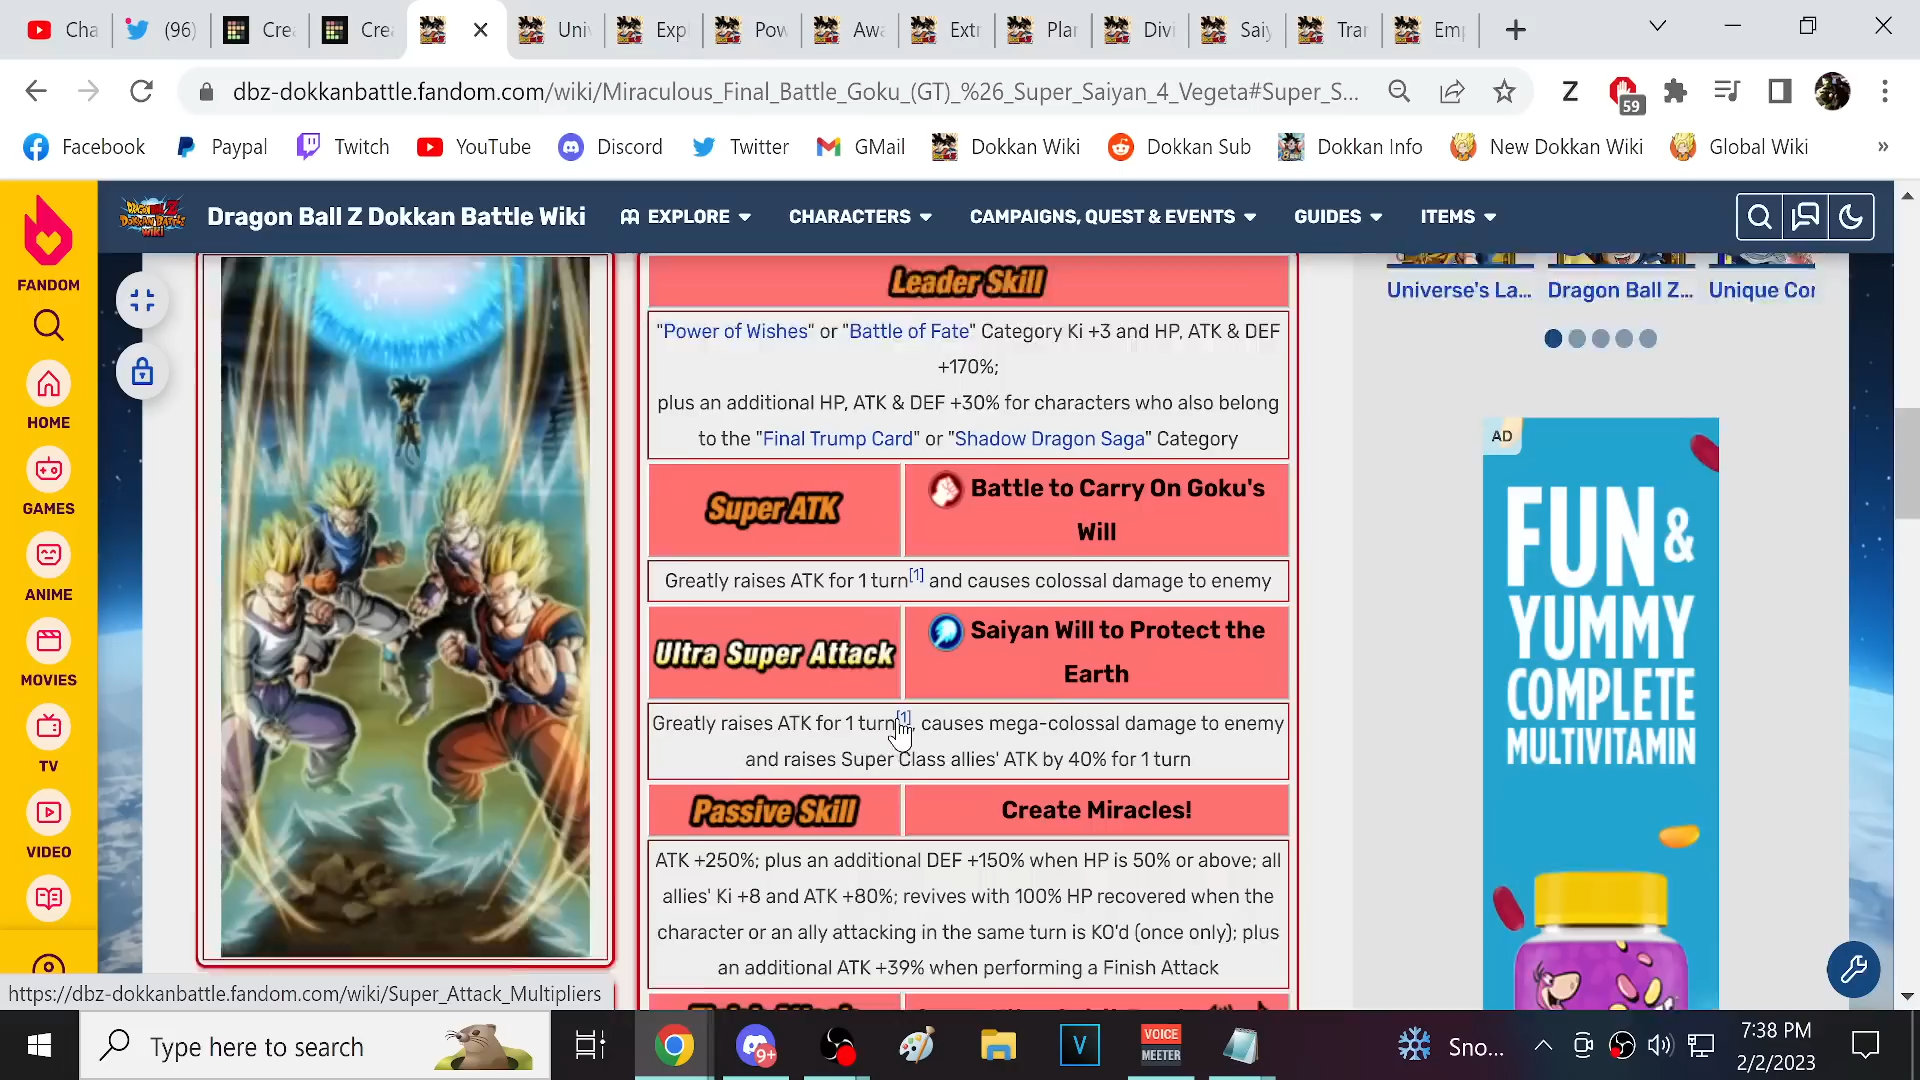 Cha
(96)
Crea
Crea
Uni
Exp
Pow
Awa
Extr
Plan
Divi
Saiy
Tran
Emp
dbz-dokkanbattle.fandom.com/wiki/Miraculous_Final_Battle_Goku_(GT)_%26_Super_Saiyan_4_Vegeta#Super_S...
Z
59
Facebook
Paypal
Twitch
YouTube
Discord
Twitter
GMail
Dokkan Wiki
Dokkan Sub
Dokkan Info
New Dokkan Wiki
Global Wiki
»
Dragon Ball Z Dokkan Battle Wiki
EXPLORE
CHARACTERS
CAMPAIGNS, QUEST & EVENTS
GUIDES
ITEMS
FANDOM
HOME
GAMES
ANIME
MOVIES
TV
VIDEO
Leader Skill
"Power of Wishes" or "Battle of Fate" Category Ki +3 and HP, ATK & DEF
+170%;
plus an additional HP, ATK & DEF +30% for characters who also belong
to the "Final Trump Card" or "Shadow Dragon Saga" Category
Super ATK
Battle to Carry On Goku's
Will
Greatly raises ATK for 1 turn[1] and causes colossal damage to enemy
Ultra Super Attack
Saiyan Will to Protect the
Earth
Greatly raises ATK for 1 turn[1], causes mega-colossal damage to enemy
and raises Super Class allies' ATK by 40% for 1 turn
Passive Skill
Create Miracles!
ATK +250%; plus an additional DEF +150% when HP is 50% or above; all
allies' Ki +8 and ATK +80%; revives with 100% HP recovered when the
character or an ally attacking in the same turn is KO'd (once only); plus
an additional ATK +39% when performing a Finish Attack
Universe's La...
Dragon Ball Z...
Unique Cor
AD
FUN &
YUMMY
COMPLETE
MULTIVITAMIN
https://dbz-dokkanbattle.fandom.com/wiki/Super_Attack_Multipliers
Type here to search
9+
V
VOICE
MEETER
Sno...
7:38 PM
2/2/2023